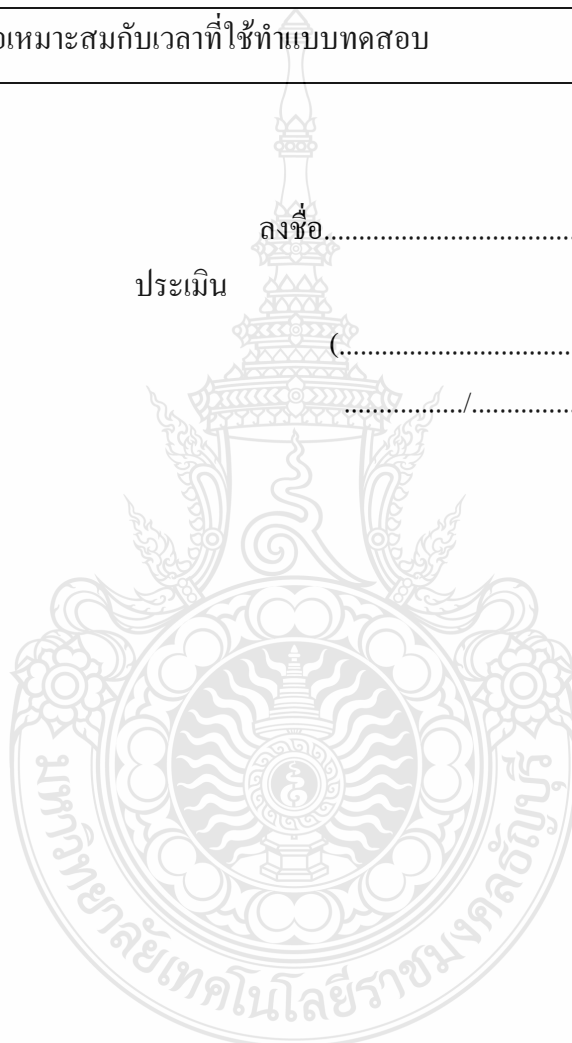 อเหมาะสมกับเวลาที่ใช้ทำแบบทดสอบ
ลงชื่อ....................................
ประเมิน
(....................................
................./...............
มหาวิทยาลัยเทคโนโลยีราชมงคลธัญบุรี